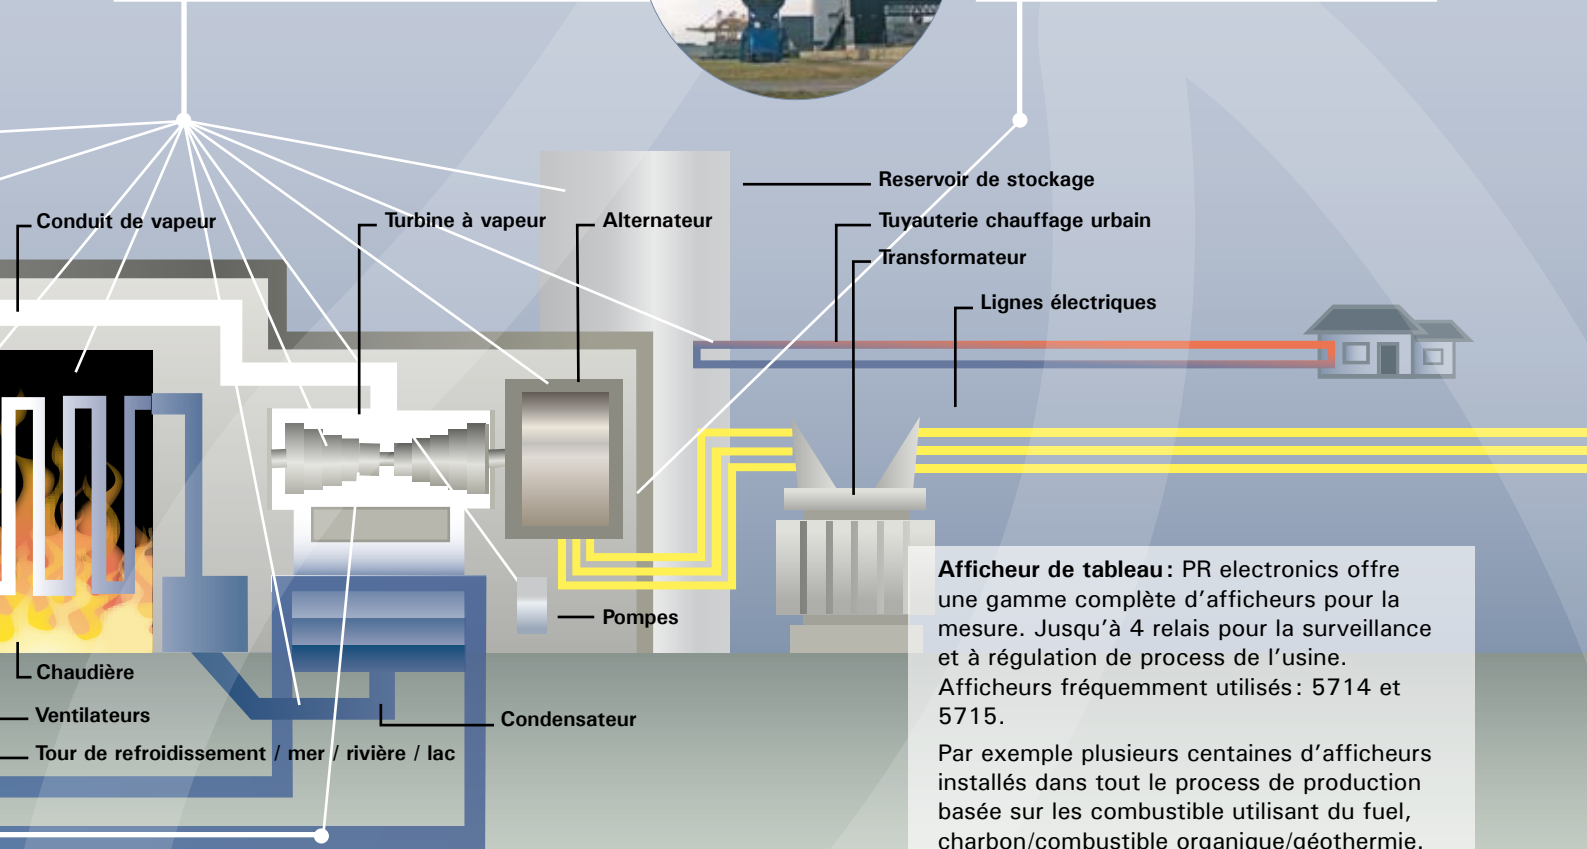 Reservoir de stockage
Conduit de vapeur
Turbine à vapeur
Alternateur
Tuyauterie chauffage urbain
Transformateur
Lignes électriques
Pompes
Chaudière
Ventilateurs
Condensateur
Tour de refroidissement / mer / rivière / lac
Afficheur de tableau: PR electronics offre
une gamme complète d’afficheurs pour la
mesure. Jusqu’à 4 relais pour la surveillance
et à régulation de process de l’usine.
Afficheurs fréquemment utilisés: 5714 et
5715.
Par exemple plusieurs centaines d’afficheurs
installés dans tout le process de production
basée sur les combustible utilisant du fuel,
charbon/combustible organique/géothermie.